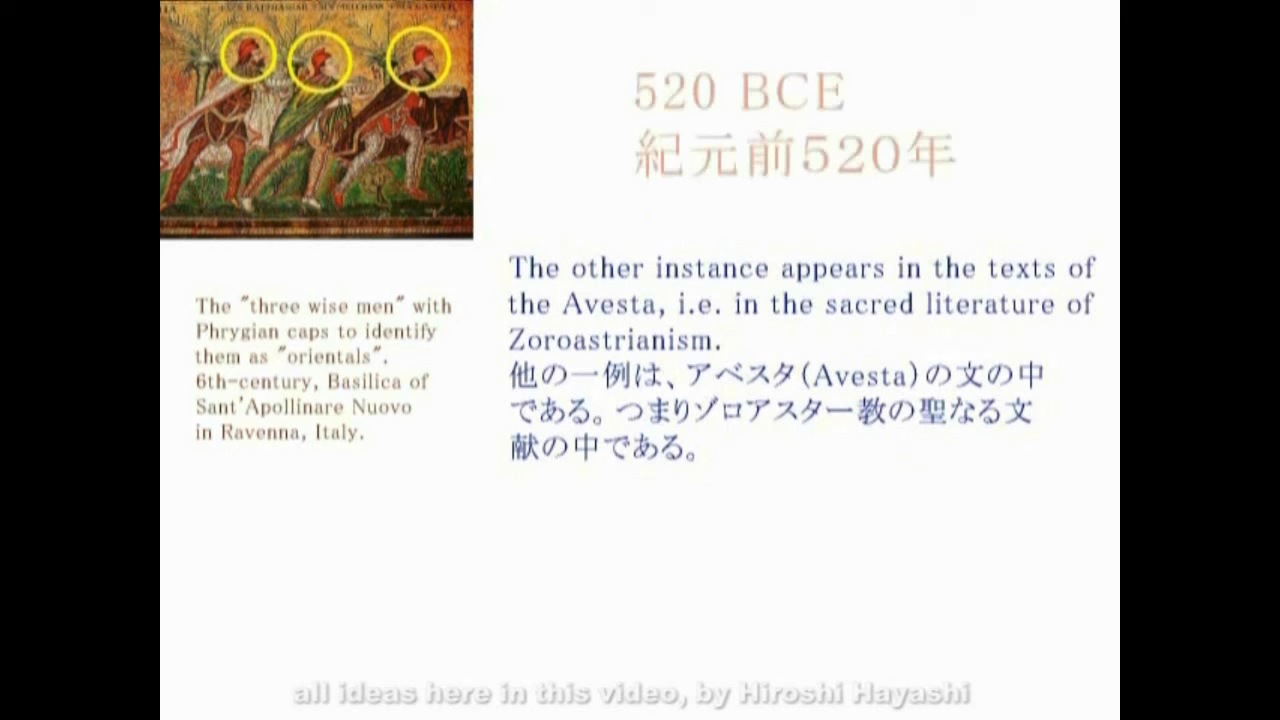 520 BCE
紀元前520年
The "three wise men" with
Phrygian caps to identify
them as "orientals".
6th-century, Basilica of
Sant'Apollinare Nuovo
in Ravenna, Italy.
The other instance appears in the texts of
the Avesta, i.e. in the sacred literature of
Zoroastrianism.
他の一例は、アベスタ(Avesta)の文の中
である。つまりゾロアスター教の聖なる文
献の中である。
all ideas here in this video, by Hiroshi Hayashi